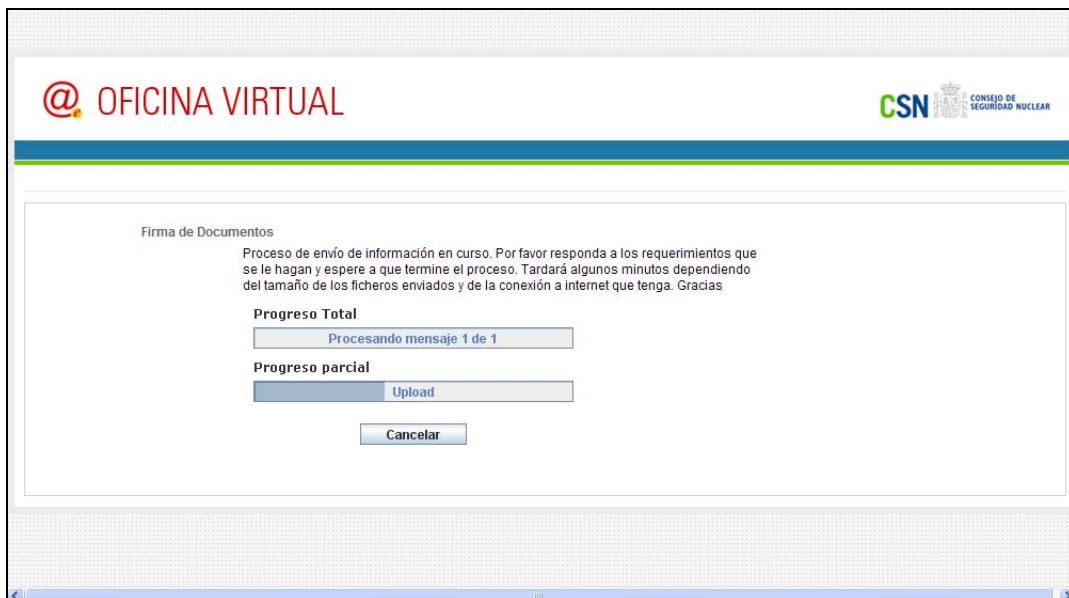 @e OFICINA VIRTUAL
CSN CONSEJO DE
SEGURIDAD NUCLEAR
Firma de Documentos
Proceso de envío de información en curso. Por favor responda a los requerimientos que
se le hagan y espere a que termine el proceso. Tardará algunos minutos dependiendo
del tamaño de los ficheros enviados y de la conexión a internet que tenga. Gracias
Progreso Total
Procesando mensaje 1 de 1
Progreso parcial
Upload
Cancelar